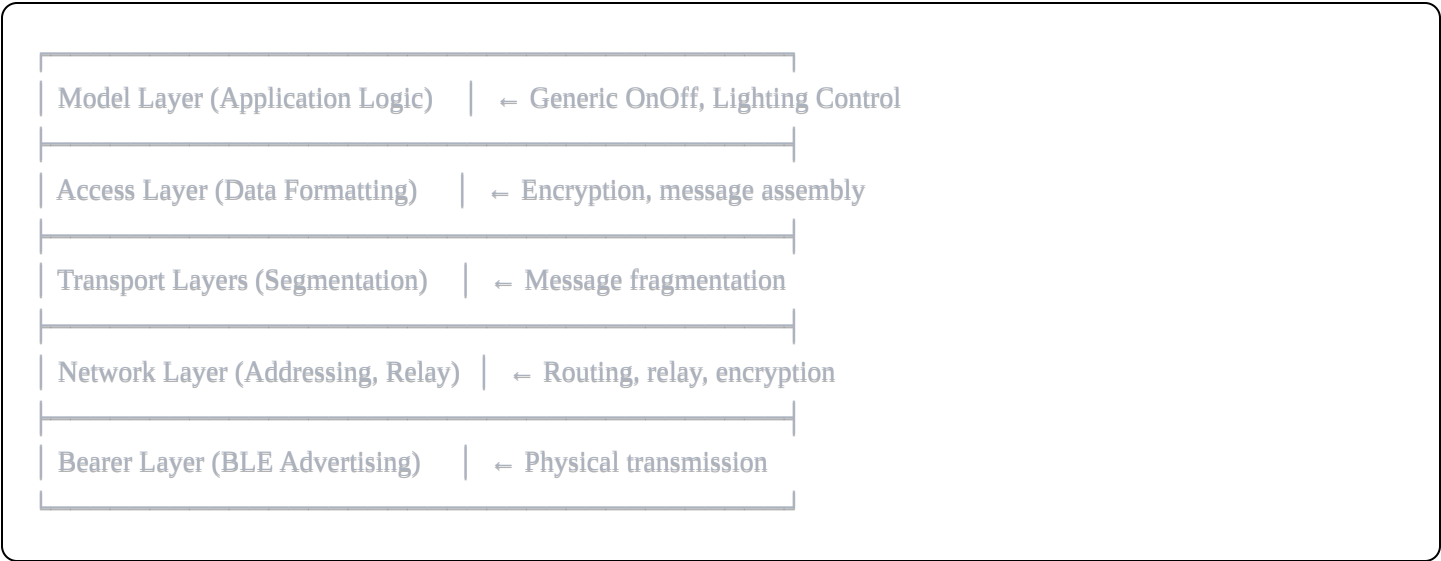 Model Layer (Application Logic) │ ← Generic OnOff, Lighting Control
Access Layer (Data Formatting) │ ← Encryption, message assembly
Transport Layers (Segmentation) │ ← Message fragmentation
Network Layer (Addressing, Relay) │ ← Routing, relay, encryption
Bearer Layer (BLE Advertising) │ ← Physical transmission